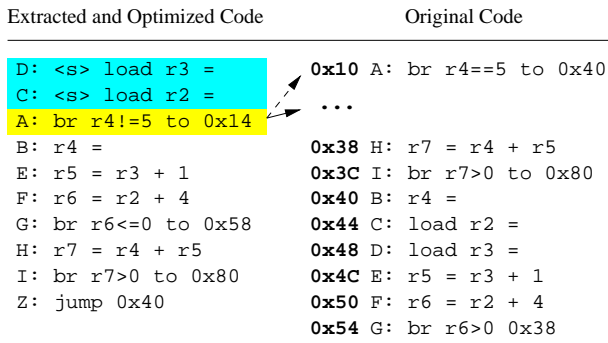 Extracted and Optimized Code
D: <s> load r3 =
C: <s> load r2 =
A: br r4!=5 to 0x14
B: r4 =
E: r5 = r3 + 1
F: r6 = r2 + 4
G: br r6<=0 to 0x58
H: r7 = r4 + r5
I: br r7>0 to 0x80
Z: jump 0x40
Original Code
0x10 A: br r4==5 to 0x40
...
0x38 H: r7 = r4 + r5
0x3C I: br r7>0 to 0x80
0x40 B: r4 =
0x44 C: load r2 =
0x48 D: load r3 =
0x4C E: r5 = r3 + 1
0x50 F: r6 = r2 + 4
0x54 G: br r6>0 0x38